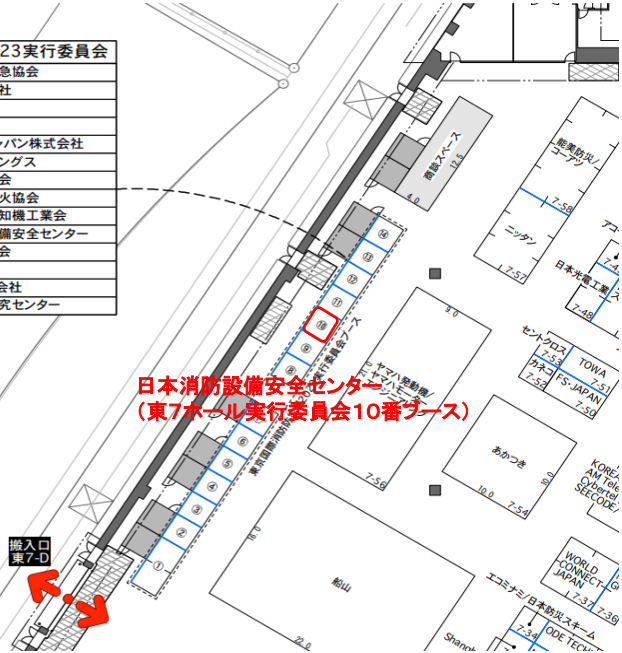 23実行委員会
急協会
社
ャパン株式会社
ングス
会
火協会
知機工業会
備安全センター
会
会社
究センター
商談スペース
12.5
4.0
能美防災/
コーアツ
7-58
ニッタン
7-57
日本光電工業
7-48
セントクロス
7-53
カネコ
7-52
TOWA
7-51
FS-JAPAN
7-50
⑭
⑬
⑫
⑪
⑩
⑨
⑧
⑥
⑤
④
③
②
①
9.0
ヤマハ発動機/
7-56
日本消防設備安全センター
（東7ホール実行委員会10番ブース）
あかつき
10.0
10.0
7-54
16.0
船山
22.0
搬入口
東7-D
WORLD
CONNECT-
JAPAN
7-37
7-36
エコミナミ/日本防災スキーム
7-34
ODE TECH
Shangh